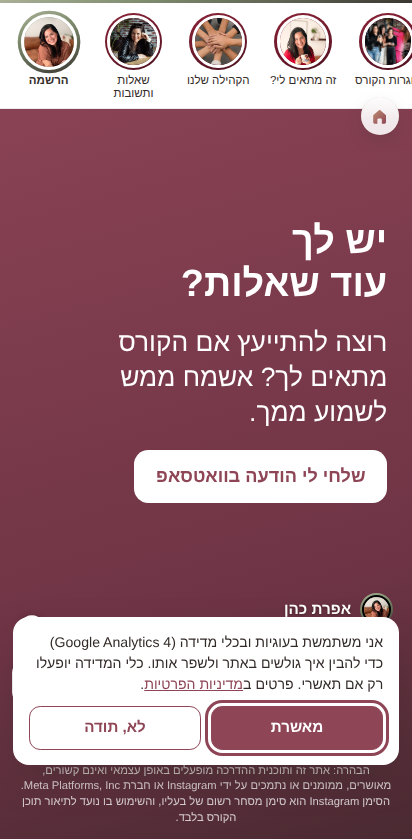 הרשמה
שאלות
ותשובות
הקהילה שלנו
זה מתאים לי?
וגרות הקורס
יש לך
עוד שאלות?
רוצה להתייעץ אם הקורס
מתאים לך? אשמח ממש
לשמוע ממך.
שלחי לי הודעה בוואטסאפ
אפרת כהן
אני משתמשת בעוגיות ובכלי מדידה (Google Analytics 4)
כדי להבין איך גולשים באתר ולשפר אותו. כלי המדידה יופעלו
רק אם תאשרי. פרטים במדיניות הפרטיות.
מאשרת
לא, תודה
הבהרה: אתר זה ותוכנית ההדרכה מופעלים באופן עצמאי ואינם קשורים,
מאושרים, ממומנים או נתמכים על ידי Instagram או חברת Meta Platforms, Inc.
הסימן Instagram הוא סימן מסחר רשום של בעליו, והשימוש בו נועד לתיאור תוכן
הקורס בלבד.